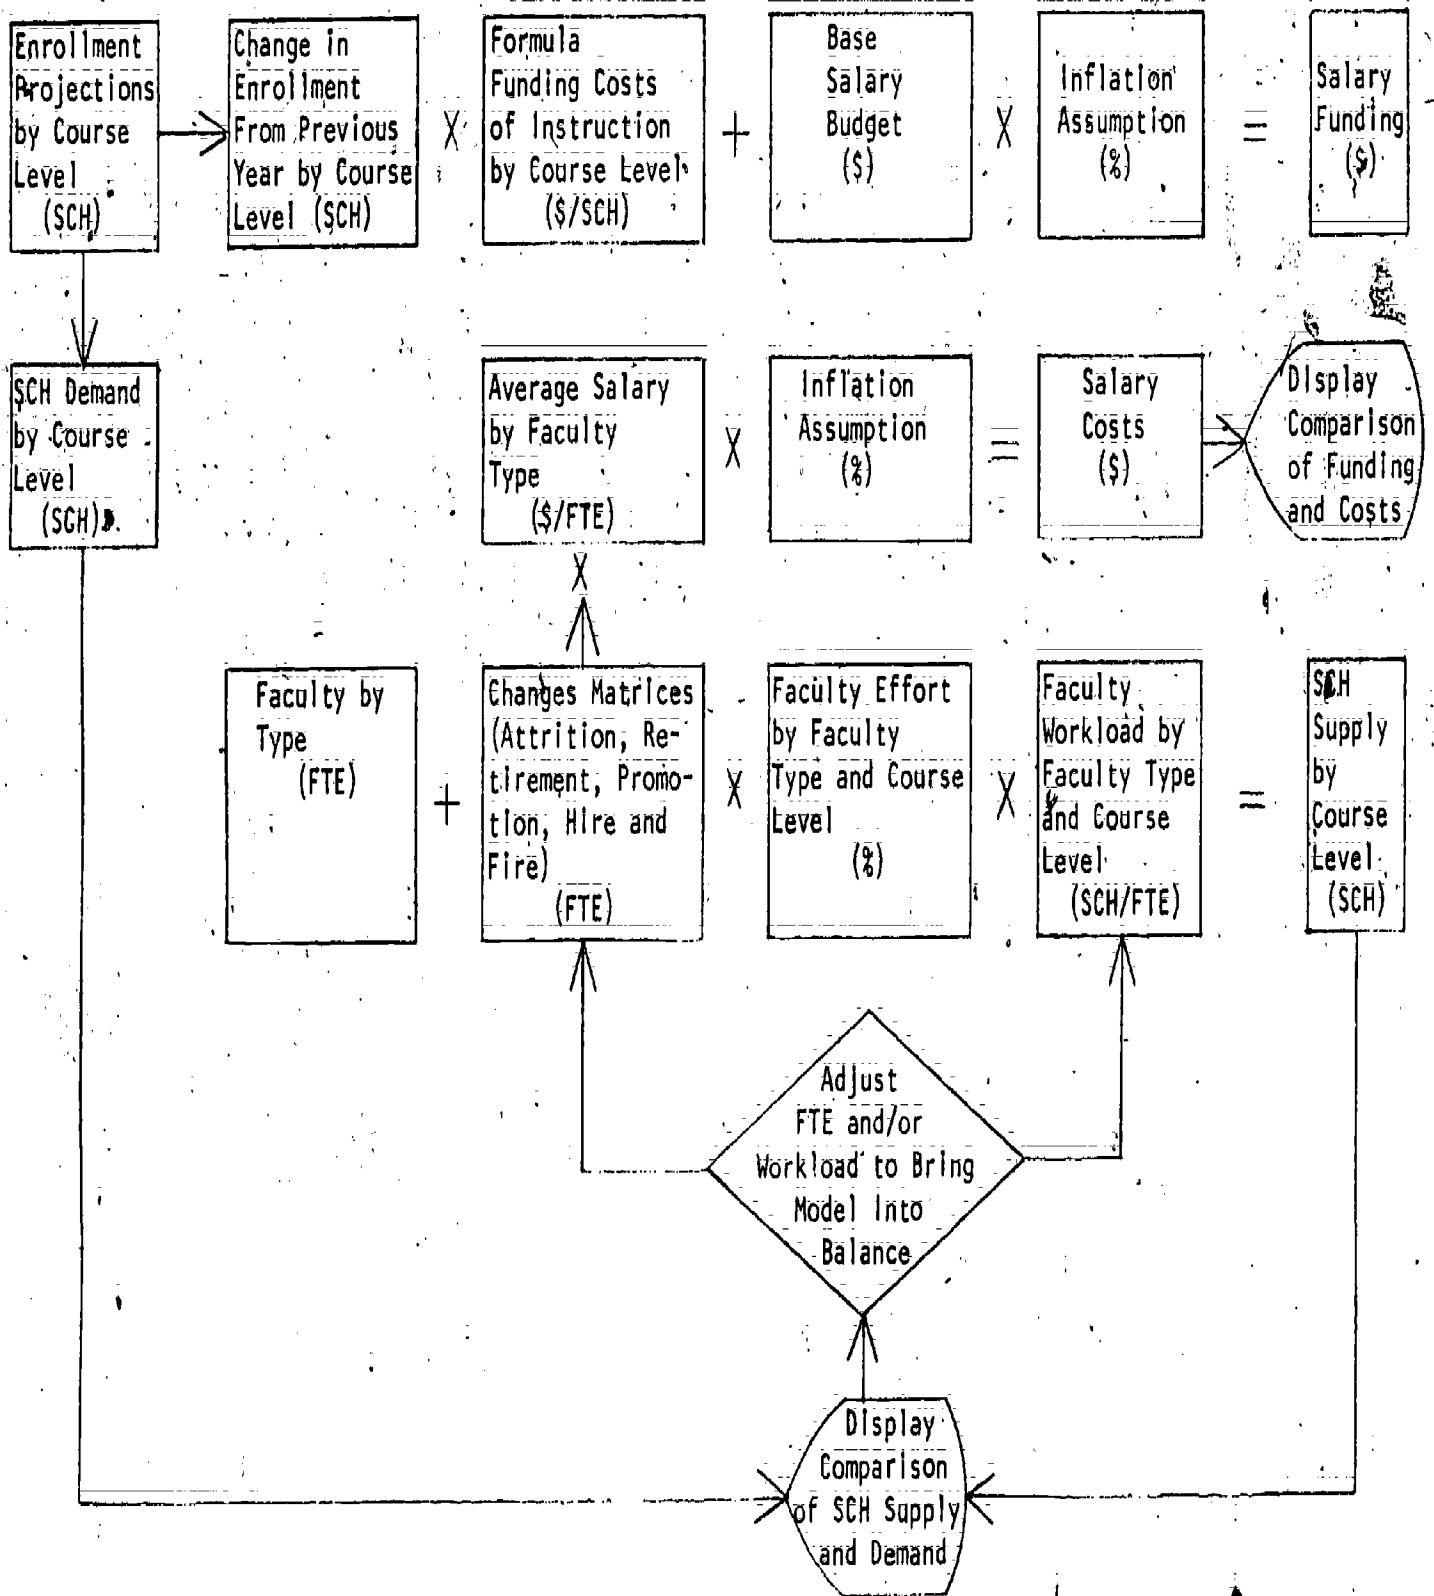 Enrollment
Projections
by Course
Level
(SCH)
Change in
Enrollment
From Previous
Year by Course
Level (SCH)
X
Formula
Funding Costs
of Instruction
by Course Level
($/SCH)
+
Base
Salary
Budget
($)
X
Inflation
Assumption
(%)
=
Salary
Funding
($)
SCH Demand
by Course
Level
(SCH)
Average Salary
by Faculty
Type
($/FTE)
X
Inflation
Assumption
(%)
=
Salary
Costs
($)
Display
Comparison
of Funding
and Costs
X
Faculty by
Type
(FTE)
+
Changes Matrices
(Attrition, Re-
tirement, Promo-
tion, Hire and
Fire)
(FTE)
X
Faculty Effort
by Faculty
Type and Course
Level
(%)
X
Faculty
Workload by
Faculty Type
and Course
Level
(SCH/FTE)
=
SCH
Supply
by
Course
Level
(SCH)
Adjust
FTE and/or
Workload to Bring
Model Into
Balance
Display
Comparison
of SCH Supply
and Demand